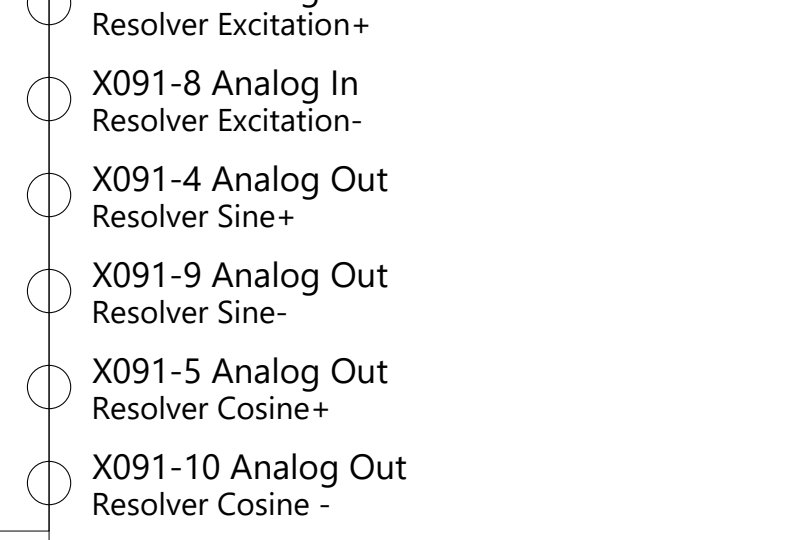 Resolver Excitation+
X091-8 Analog In
Resolver Excitation-
X091-4 Analog Out
Resolver Sine+
X091-9 Analog Out
Resolver Sine-
X091-5 Analog Out
Resolver Cosine+
X091-10 Analog Out
Resolver Cosine -